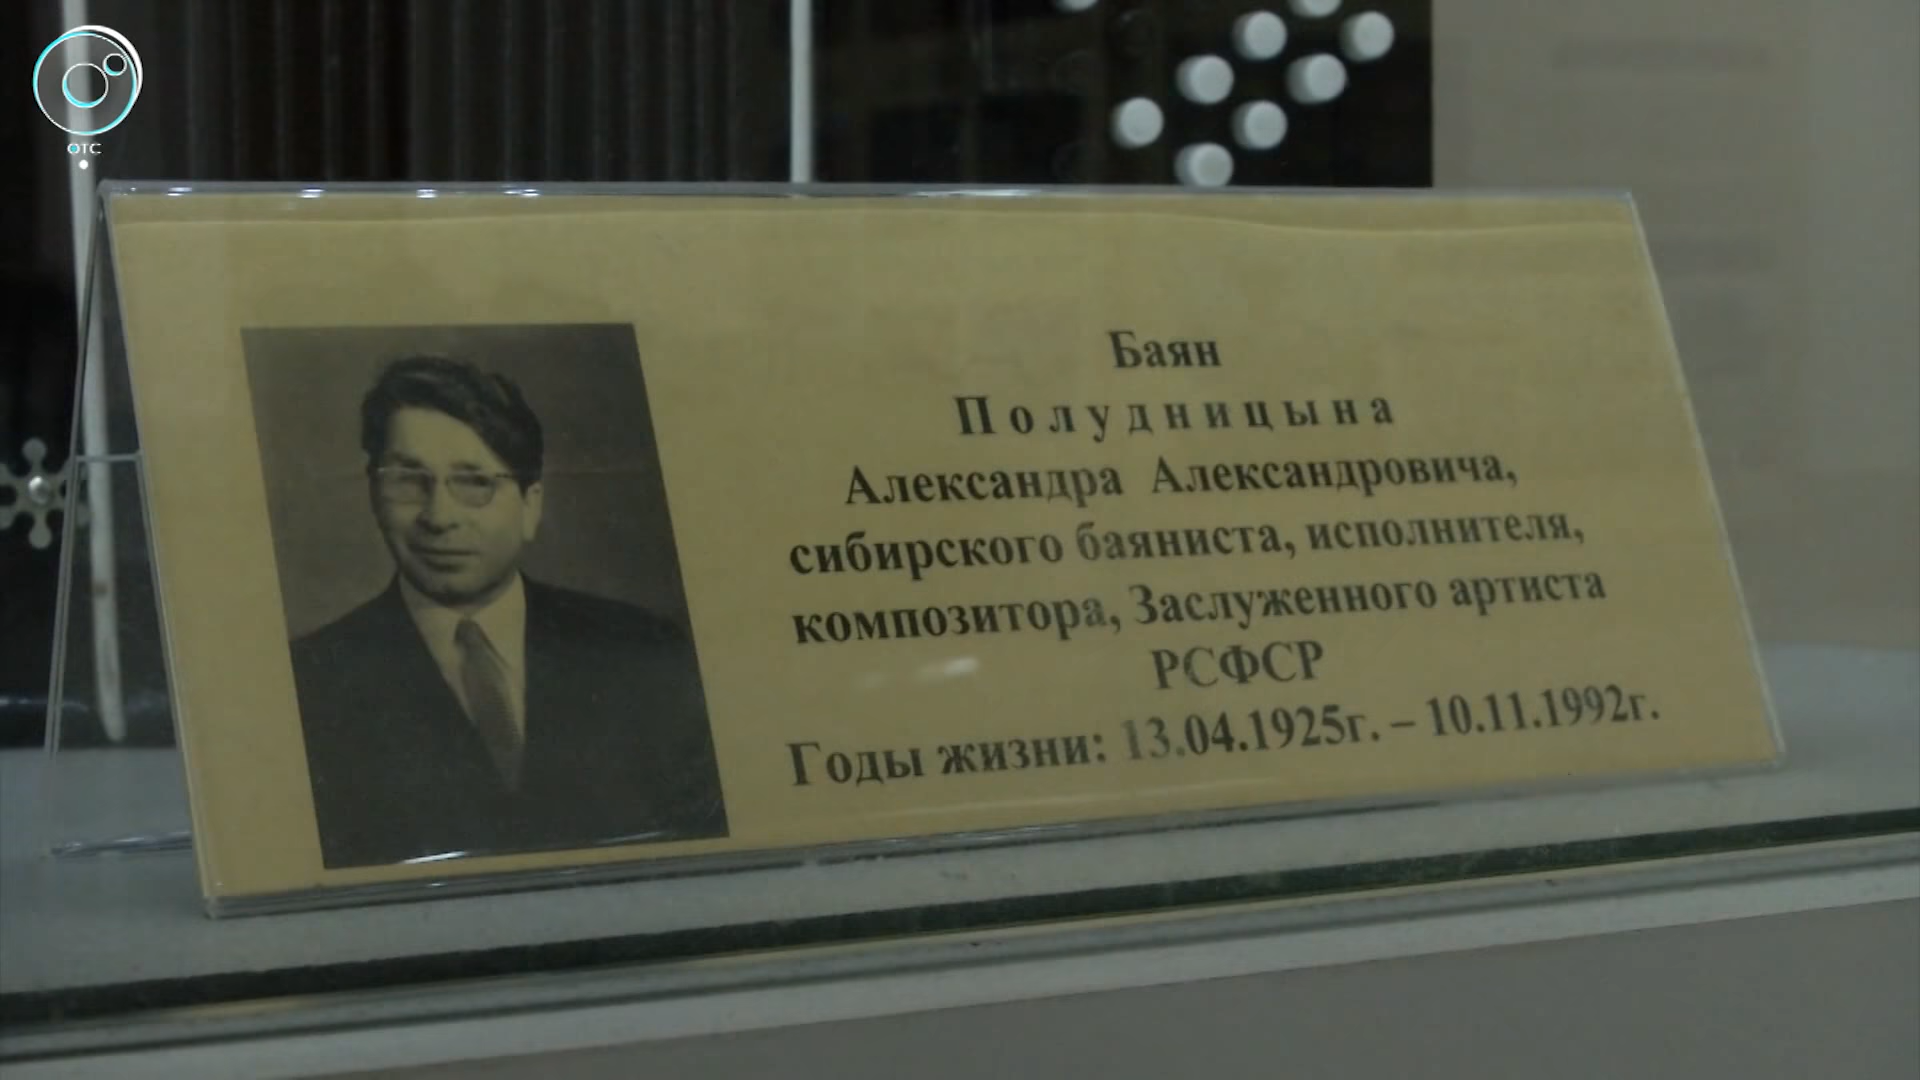 ОТС
Баян
Полудницына
Александра Александровича,
сибирского баяниста, исполнителя,
композитора, Заслуженного артиста
РСФСР
Годы жизни: 13.04.1925г. – 10.11.1992г.